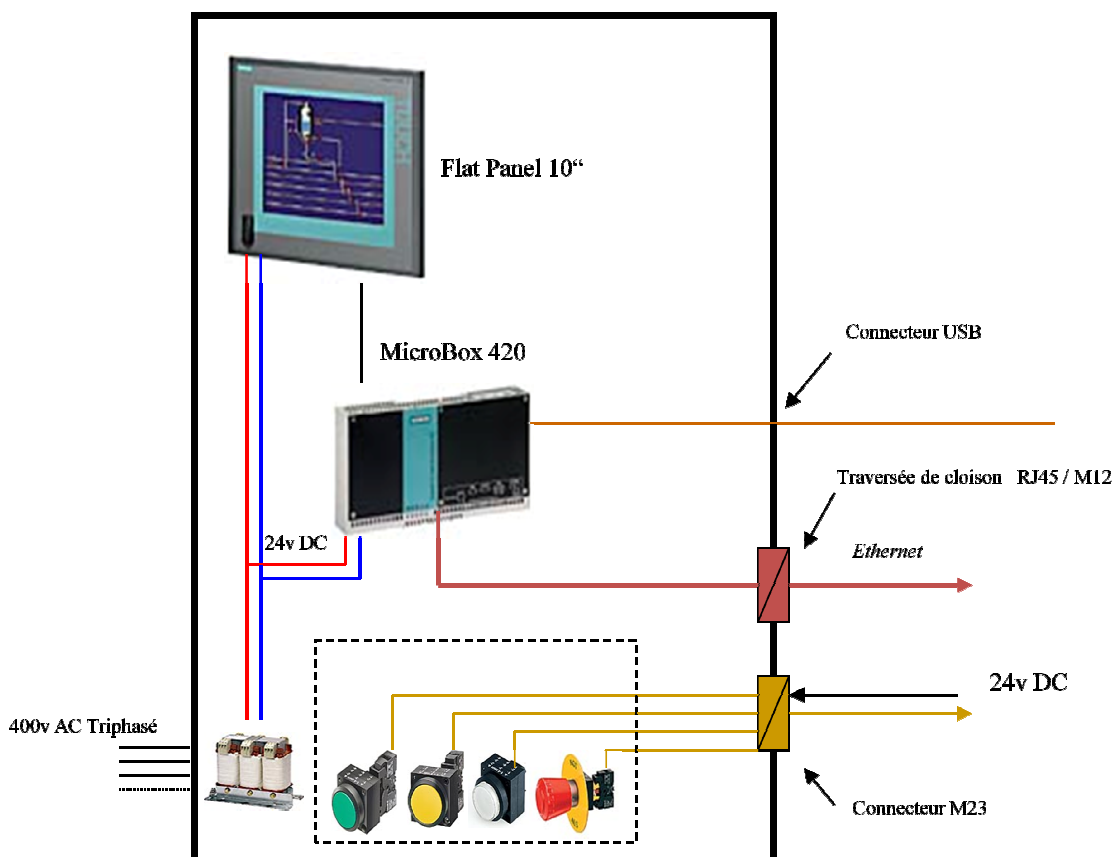 Flat Panel 10“
Connecteur USB
MicroBox 420
Traversée de cloison RJ45 / M12
24v DC
Ethernet
24v DC
400v AC Triphasé
Connecteur M23